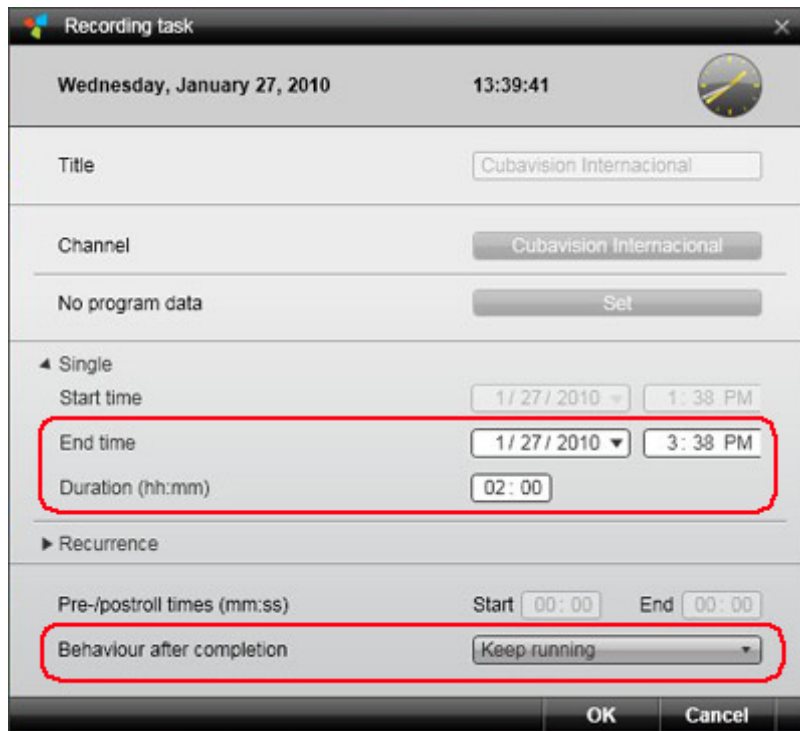 Recording task
Wednesday, January 27, 2010 13:39:41
Title Cubavision Internacional
Channel Cubavision Internacional
No program data Set
Single
Start time 1/ 27/ 2010 1: 38 PM
End time 1/ 27/ 2010 3: 38 PM
Duration (hh:mm) 02: 00
Recurrence
Pre-/postroll times (mm:ss) Start 00: 00 End 00: 00
Behaviour after completion Keep running
OK Cancel